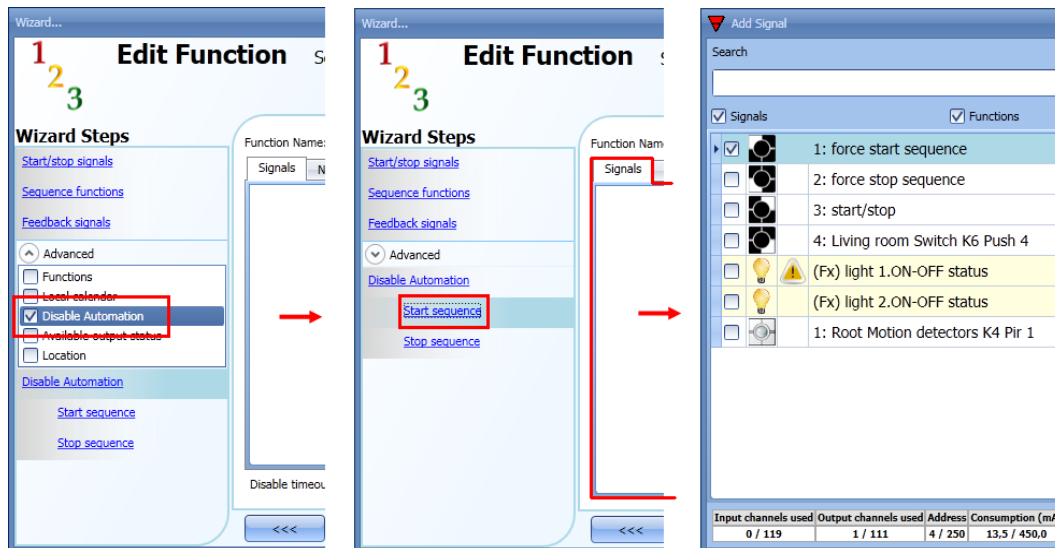 Wizard...
1 2 3
Edit Function
Wizard Steps
Start/stop signals
Sequence functions
Feedback signals
Advanced
Functions
Local calendar
Disable Automation
Available output status
Location
Disable Automation
Start sequence
Stop sequence
Function Name:
Signals
Disable timeou
<<<
Wizard...
1 2 3
Edit Function
Wizard Steps
Start/stop signals
Sequence functions
Feedback signals
Advanced
Disable Automation
Start sequence
Stop sequence
Function Nam
Signals
<<<
Add Signal
Search
Signals Functions
1: force start sequence
2: force stop sequence
3: start/stop
4: Living room Switch K6 Push 4
(Fx) light 1.ON-OFF status
(Fx) light 2.ON-OFF status
1: Root Motion detectors K4 Pir 1
Input channels used Output channels used Address Consumption (mA
0 / 119 1 / 111 4 / 250 13,5 / 450,0